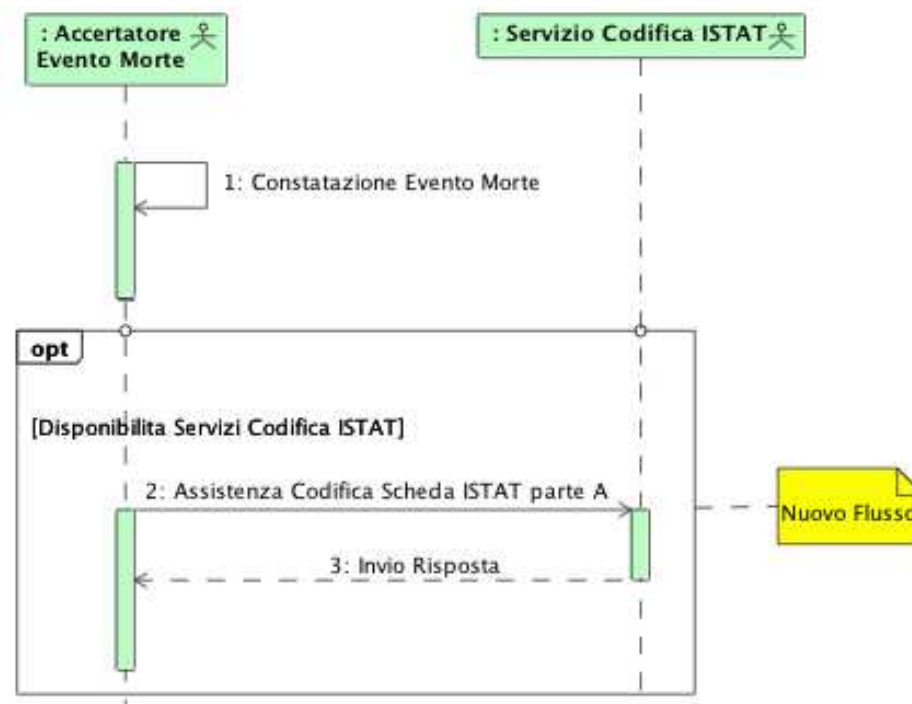 : Accertatore
Evento Morte
: Servizio Codifica ISTAT
1: Constatazione Evento Morte
opt
[Disponibilita Servizi Codifica ISTAT]
2: Assistenza Codifica Scheda ISTAT parte A
Nuovo Flusso
3: Invio Risposta